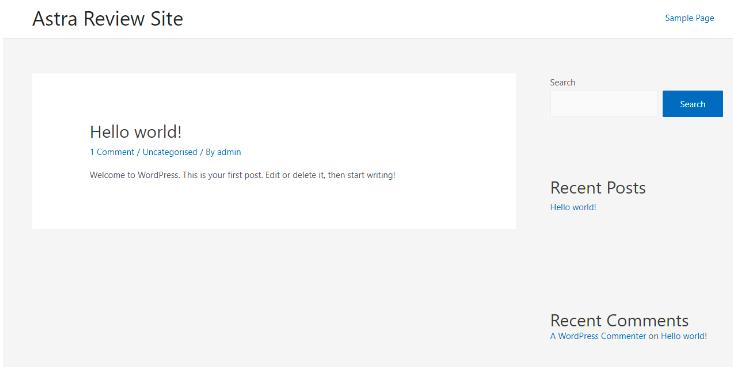 Astra Review Site
Sample Page
Hello world!
1 Comment / Uncategorised / By admin
Welcome to WordPress. This is your first post. Edit or delete it, then start writing!
Search
Search
Recent Posts
Hello world!
Recent Comments
A WordPress Commenter on Hello world!